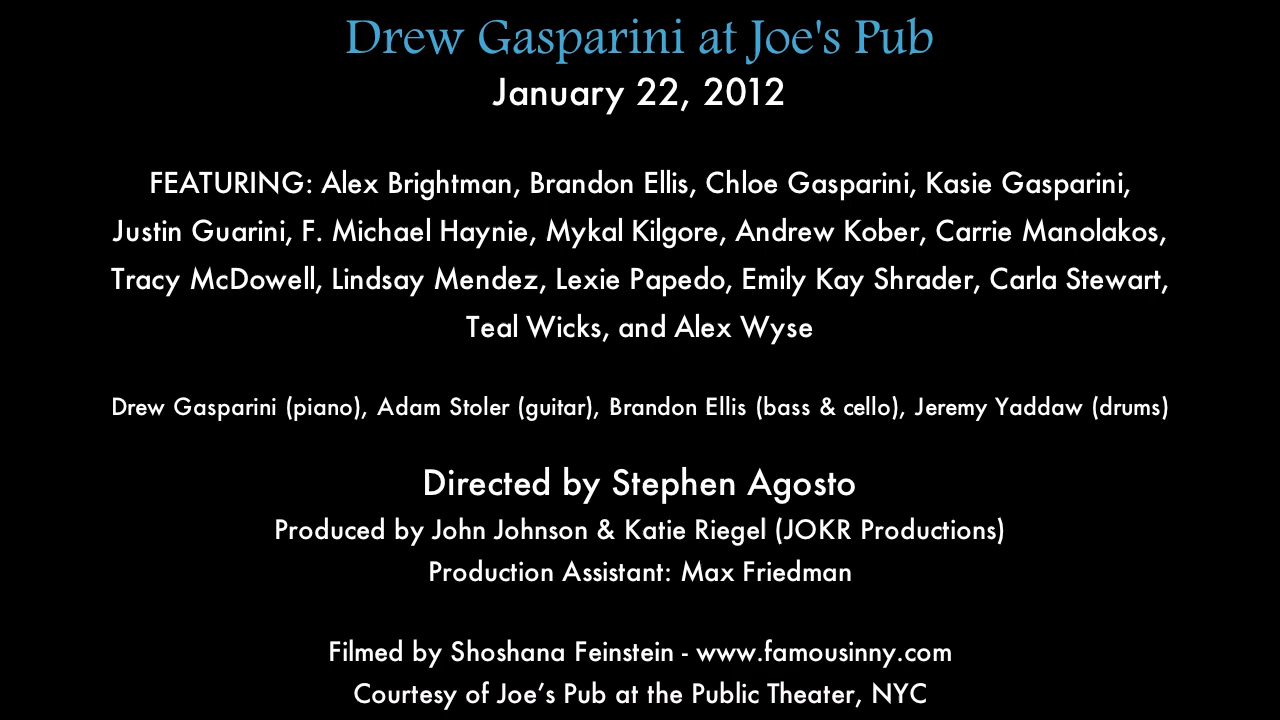 Drew Gasparini at Joe's Pub
January 22, 2012
FEATURING: Alex Brightman, Brandon Ellis, Chloe Gasparini, Kasie Gasparini,
Justin Guarini, F. Michael Haynie, Mykal Kilgore, Andrew Kober, Carrie Manolakos,
Tracy McDowell, Lindsay Mendez, Lexie Papedo, Emily Kay Shrader, Carla Stewart,
Teal Wicks, and Alex Wyse
Drew Gasparini (piano), Adam Stoler (guitar), Brandon Ellis (bass & cello), Jeremy Yaddaw (drums)
Directed by Stephen Agosto
Produced by John Johnson & Katie Riegel (JOKR Productions)
Production Assistant: Max Friedman
Filmed by Shoshana Feinstein - www.famousinny.com
Courtesy of Joe’s Pub at the Public Theater, NYC